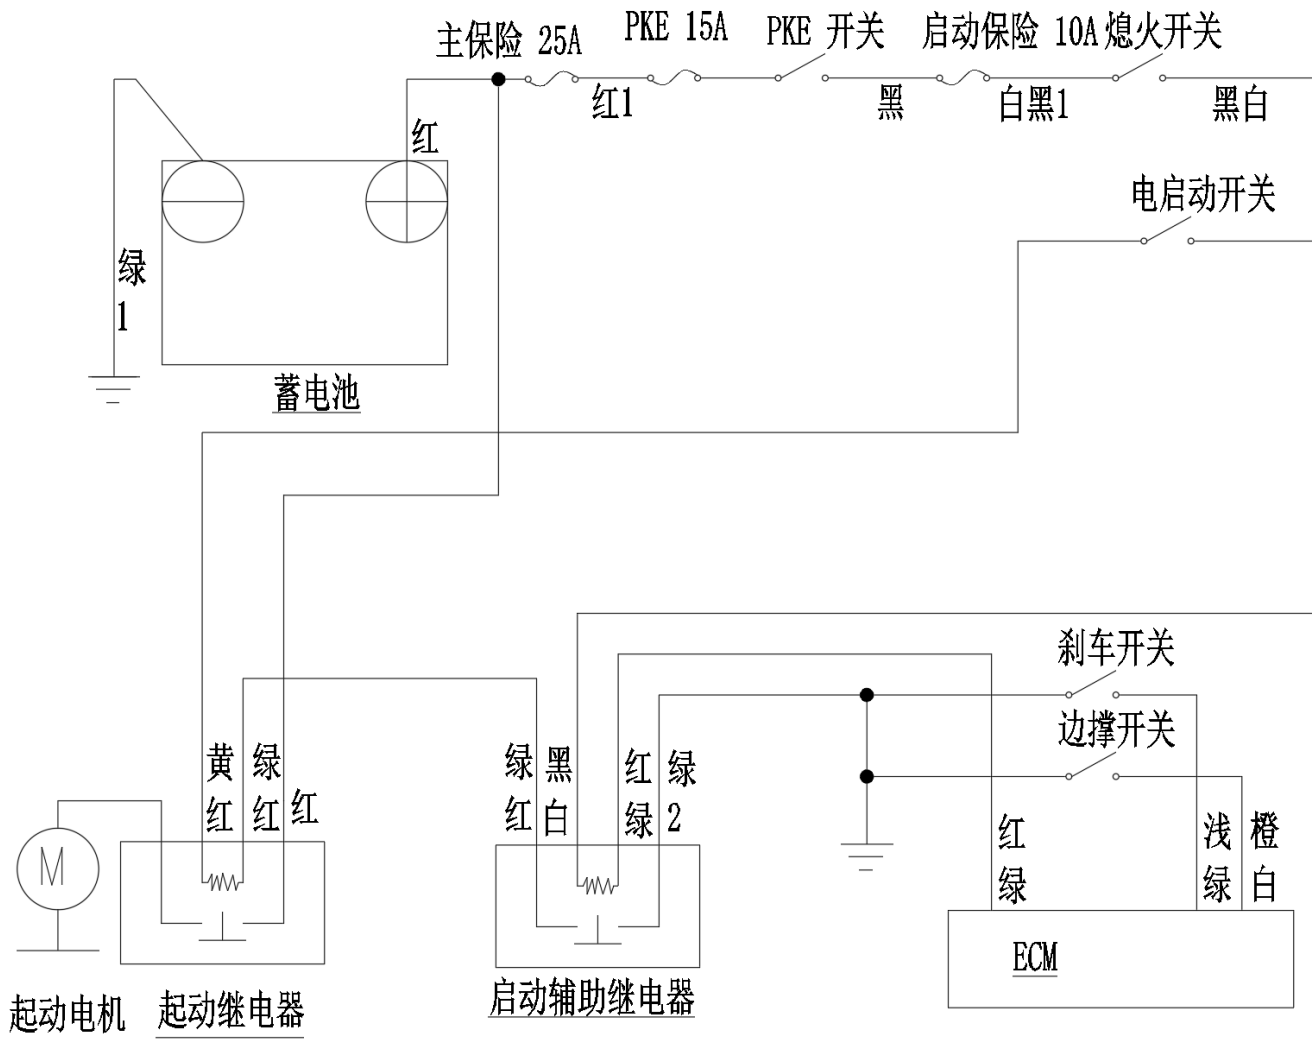 主保险 25A
PKE 15A
PKE 开关
启动保险 10A
熄火开关
红1
黑
白黑1
黑白
红
电启动开关
绿1
蓄电池
刹车开关
边撑开关
黄红
绿红
红
绿红
黑白
红绿
绿2
红绿
浅绿
橙白
M
ECM
起动电机
起动继电器
启动辅助继电器